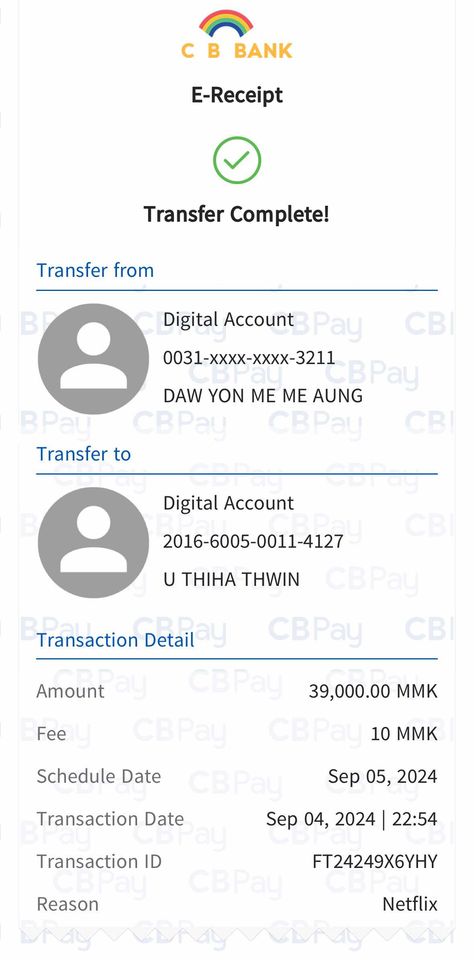 C B BANK
E-Receipt
Transfer Complete!
Transfer from
Digital Account
0031-xxxx-xxxx-3211
DAW YON ME ME AUNG
Transfer to
Digital Account
2016-6005-0011-4127
U THIHA THWIN
Transaction Detail
Amount 39,000.00 MMK
Fee 10 MMK
Schedule Date Sep 05, 2024
Transaction Date Sep 04, 2024 | 22:54
Transaction ID FT24249X6YHY
Reason Netflix
CBPay